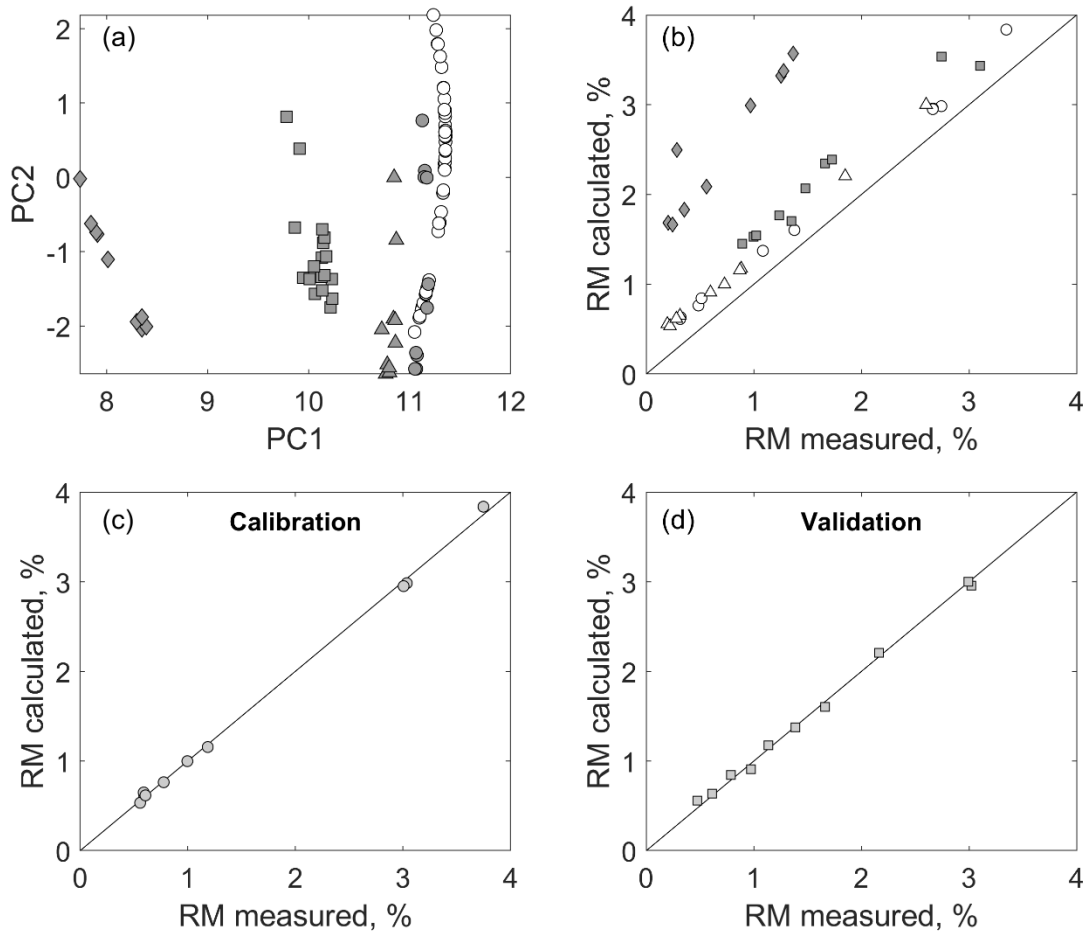 (a)
2
1
0
-1
-2
PC2
8
9
10
11
12
PC1
(b)
4
3
2
1
0
RM calculated, %
0
1
2
3
4
RM measured, %
(c)
Calibration
4
3
2
1
0
RM calculated, %
0
1
2
3
4
RM measured, %
(d)
Validation
4
3
2
1
0
RM calculated, %
0
1
2
3
4
RM measured, %